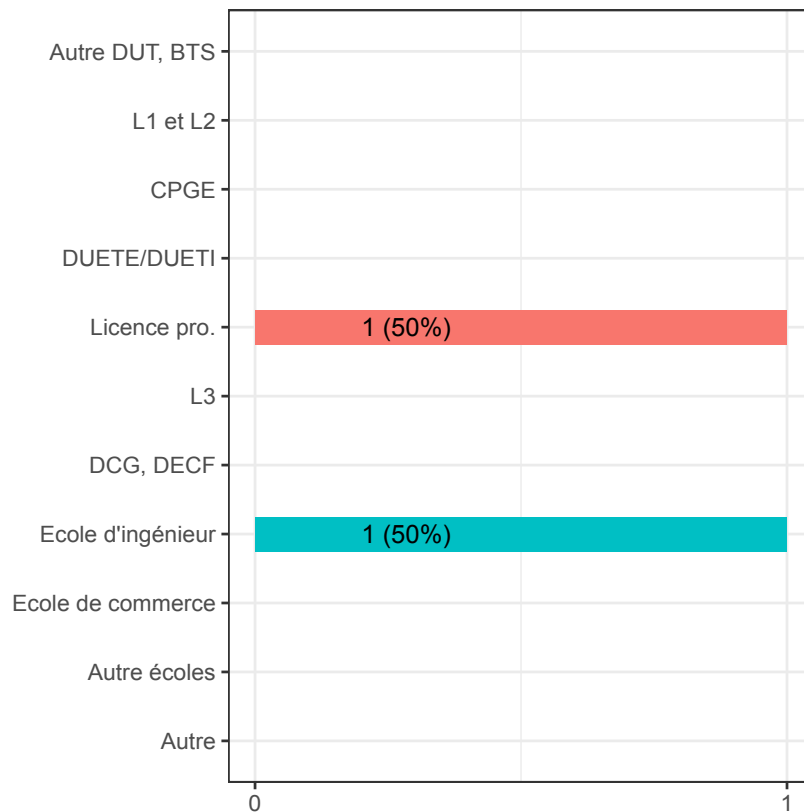 Autre DUT, BTS
L1 et L2
CPGE
DUETE/DUETI
Licence pro.
1 (50%)
L3
DCG, DECF
Ecole d'ingénieur
1 (50%)
Ecole de commerce
Autre écoles
Autre
0
1